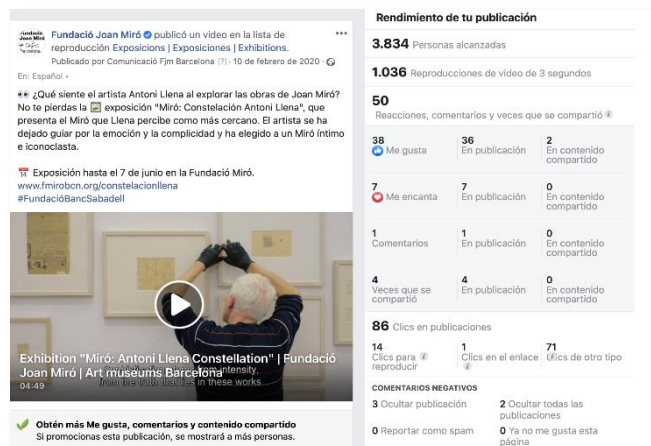 Fundació Joan Miró publicó un video en la lista de
reproducción Exposicions | Exposiciones | Exhibitions.
Publicado por Comunicació Fjm Barcelona [?] · 10 de febrero de 2020 ·
En: Español
¿Qué siente el artista Antoni Llena al explorar las obras de Joan Miró?
No te pierdas la exposición "Miró: Constelación Antoni Llena", que
presenta el Miró que Llena percibe como más cercano. El artista se ha
dejado guiar por la emoción y la complicidad y ha elegido a un Miró íntimo
e iconoclasta.
Exposición hasta el 7 de junio en la Fundació Miró.
www.fmirobcn.org/constelacionllena
#FundacióBancSabadell
Exhibition "Miró: Antoni Llena Constellation" | Fundació
Joan Miró | Art museums Barcelona
intensity,
from the truth that lies in these works
04:49
Obtén más Me gusta, comentarios y contenido compartido
Si promocionas esta publicación, se mostrará a más personas.
Rendimiento de tu publicación
3.834 Personas alcanzadas
1.036 Reproducciones de video de 3 segundos
50
Reacciones, comentarios y veces que se compartió
38 36 2
Me gusta En publicación En contenido
compartido
7 7 0
Me encanta En publicación En contenido
compartido
1 1 0
Comentarios En publicación En contenido
compartido
4 4 0
Veces que se En publicación En contenido
compartió compartido
86 Clics en publicaciones
14 1 71
Clics para Clics en el enlace Clics de otro tipo
reproducir
COMENTARIOS NEGATIVOS
3 Ocultar publicación 2 Ocultar todas las
publicaciones
0 Reportar como spam 0 Ya no me gusta esta
página